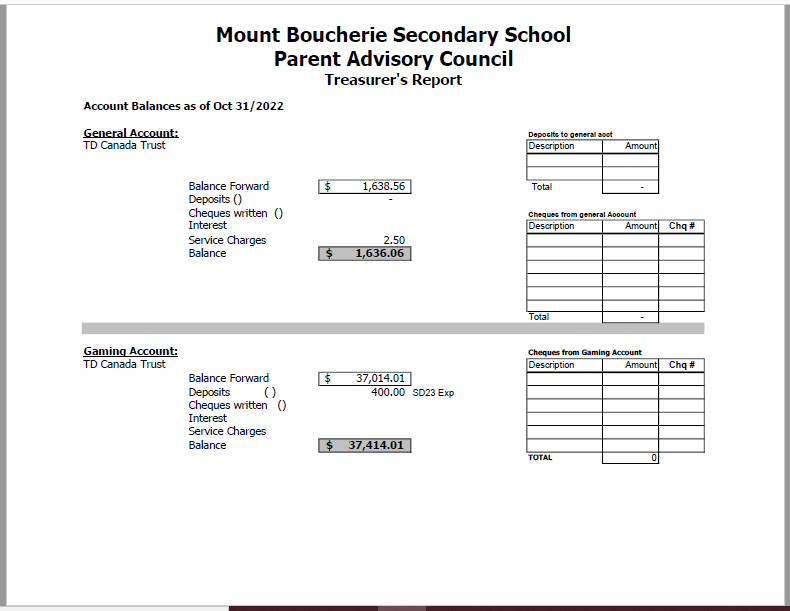 Mount Boucherie Secondary School
Parent Advisory Council
Treasurer's Report
Account Balances as of Oct 31/2022
General Account:
TD Canada Trust
Balance Forward $ 1,638.56
Deposits () -
Cheques written ()
Interest
Service Charges 2.50
Balance $ 1,636.06
Deposits to general acot
Description Amount
Total -
Cheques from general Account
Description Amount Chq #
Total -
Gaming Account:
TD Canada Trust
Balance Forward $ 37,014.01
Deposits ( ) 400.00 SD23 Exp
Cheques written ()
Interest
Service Charges
Balance $ 37,414.01
Cheques from Gaming Account
Description Amount Chq #
TOTAL 0